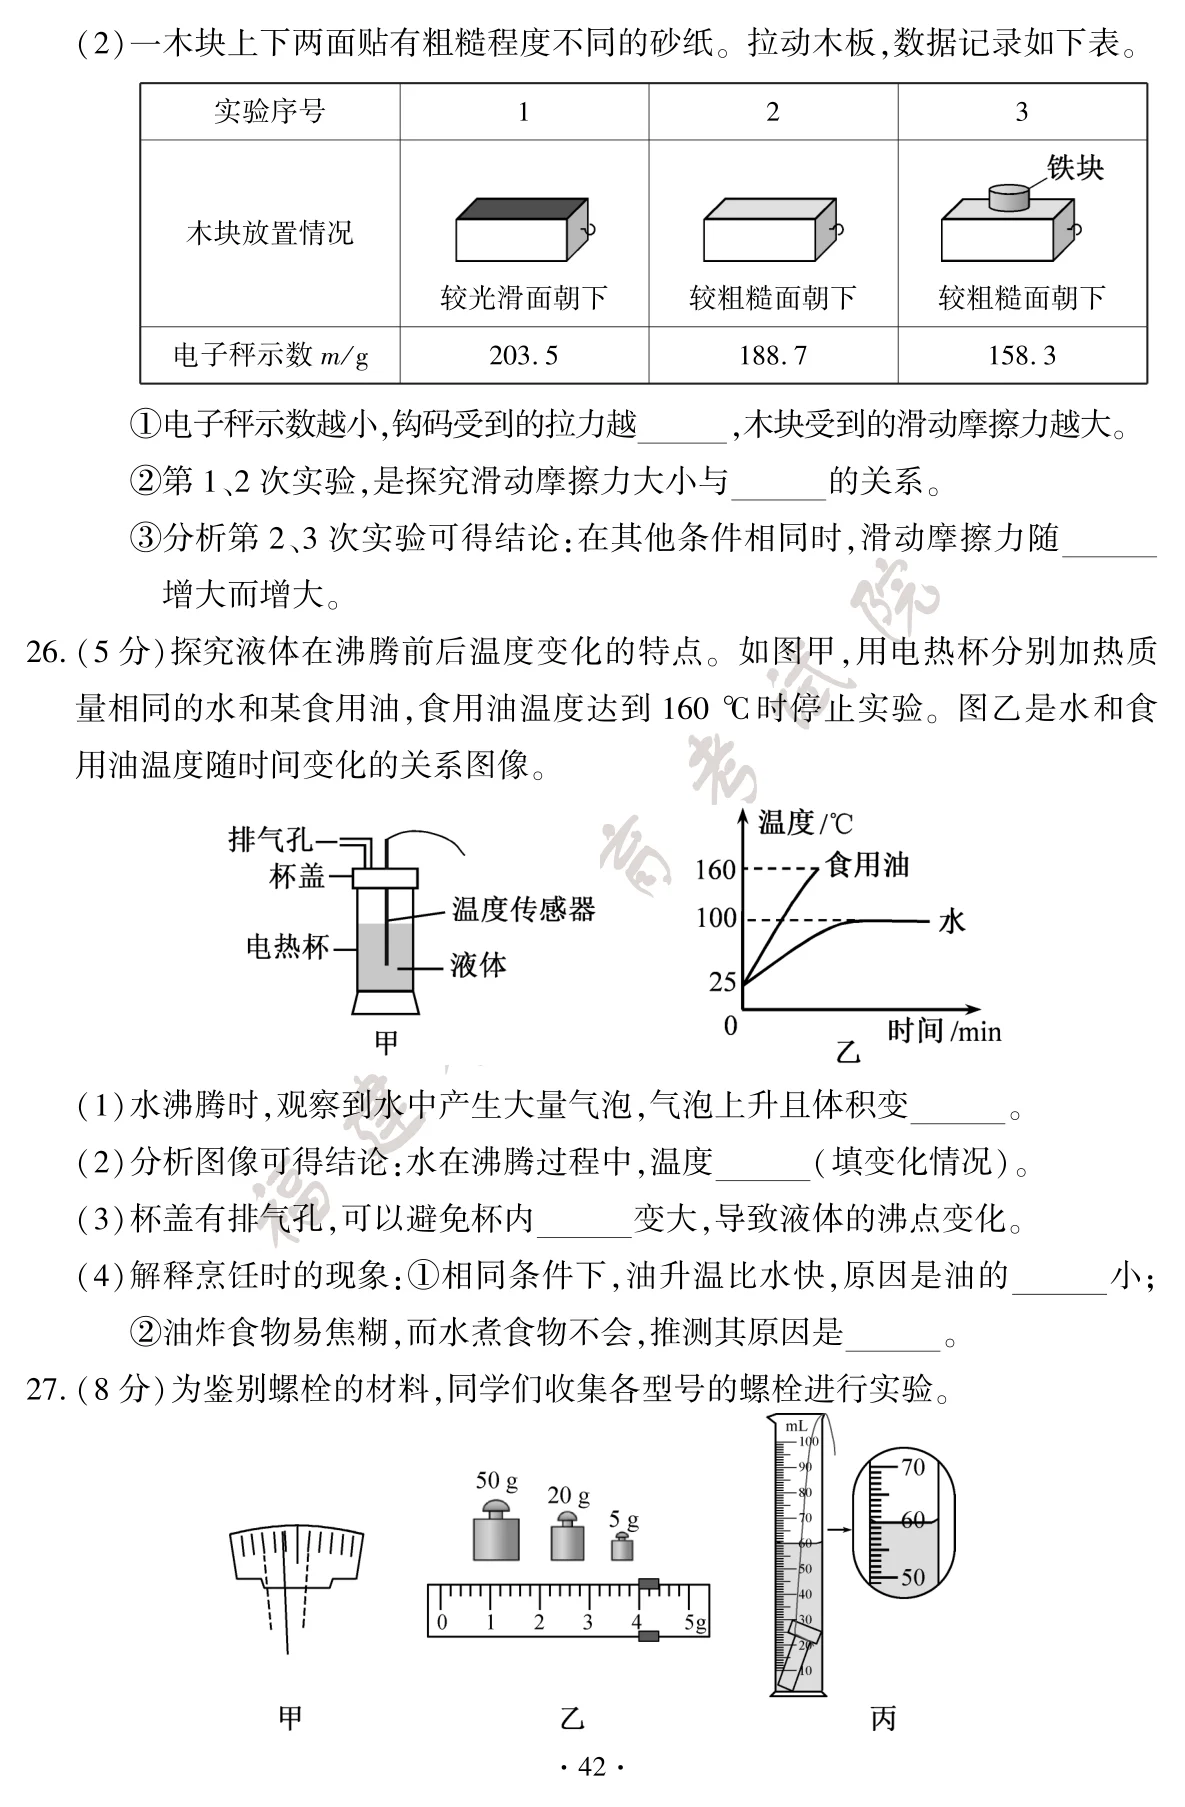 (2)一木块上下两面贴有粗糙程度不同的砂纸。拉动木板,数据记录如下表。
实验序号 1 2 3
铁块
木块放置情况
较光滑面朝下 较粗糙面朝下 较粗糙面朝下
电子秤示数 m/g 203.5 188.7 158.3
①电子秤示数越小,钩码受到的拉力越______,木块受到的滑动摩擦力越大。
②第1、2次实验,是探究滑动摩擦力大小与______的关系。
③分析第2、3次实验可得结论:在其他条件相同时,滑动摩擦力随______
增大而增大。
26.(5分)探究液体在沸腾前后温度变化的特点。如图甲,用电热杯分别加热质
量相同的水和某食用油,食用油温度达到160 ℃时停止实验。图乙是水和食
用油温度随时间变化的关系图像。
排气孔
杯盖
温度传感器
电热杯
液体
甲
温度/℃
160
食用油
100
水
25
0
时间/min
乙
(1)水沸腾时,观察到水中产生大量气泡,气泡上升且体积变______。
(2)分析图像可得结论:水在沸腾过程中,温度______(填变化情况)。
(3)杯盖有排气孔,可以避免杯内______变大,导致液体的沸点变化。
(4)解释烹饪时的现象:①相同条件下,油升温比水快,原因是油的______小;
②油炸食物易焦糊,而水煮食物不会,推测其原因是______。
27.(8分)为鉴别螺栓的材料,同学们收集各型号的螺栓进行实验。
50 g
20 g
5 g
0 1 2 3 4 5g
mL
100
90
80
70
60
50
40
30
20
10
70
60
50
甲 乙 丙
·42·
福建高考试院